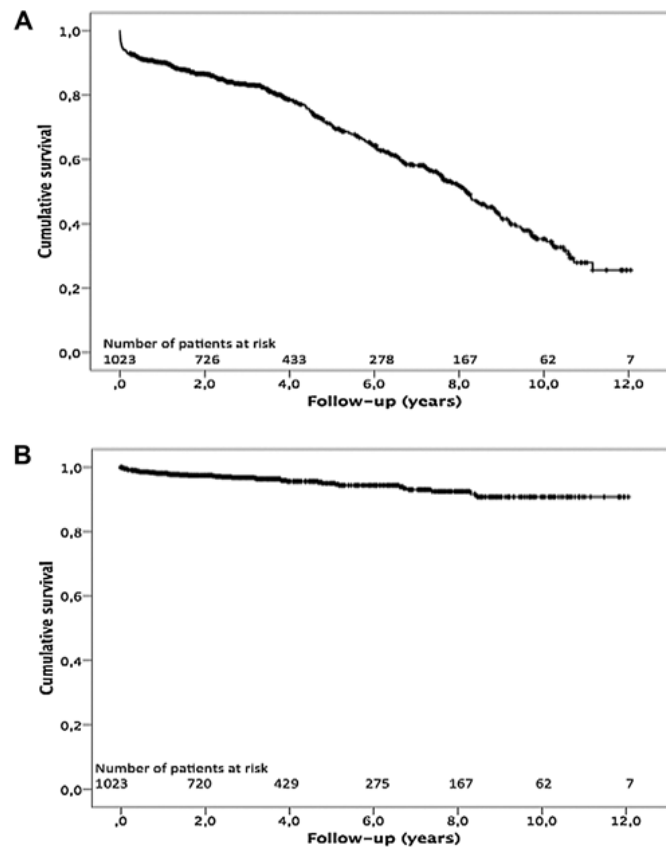 A
1,0
0,8
0,6
0,4
0,2
0,0
Cumulative survival
Number of patients at risk
1023 726 433 278 167 62 7
,0 2,0 4,0 6,0 8,0 10,0 12,0
Follow-up (years)
B
1,0
0,8
0,6
0,4
0,2
0,0
Cumulative survival
Number of patients at risk
1023 720 429 275 167 62 7
,0 2,0 4,0 6,0 8,0 10,0 12,0
Follow-up (years)